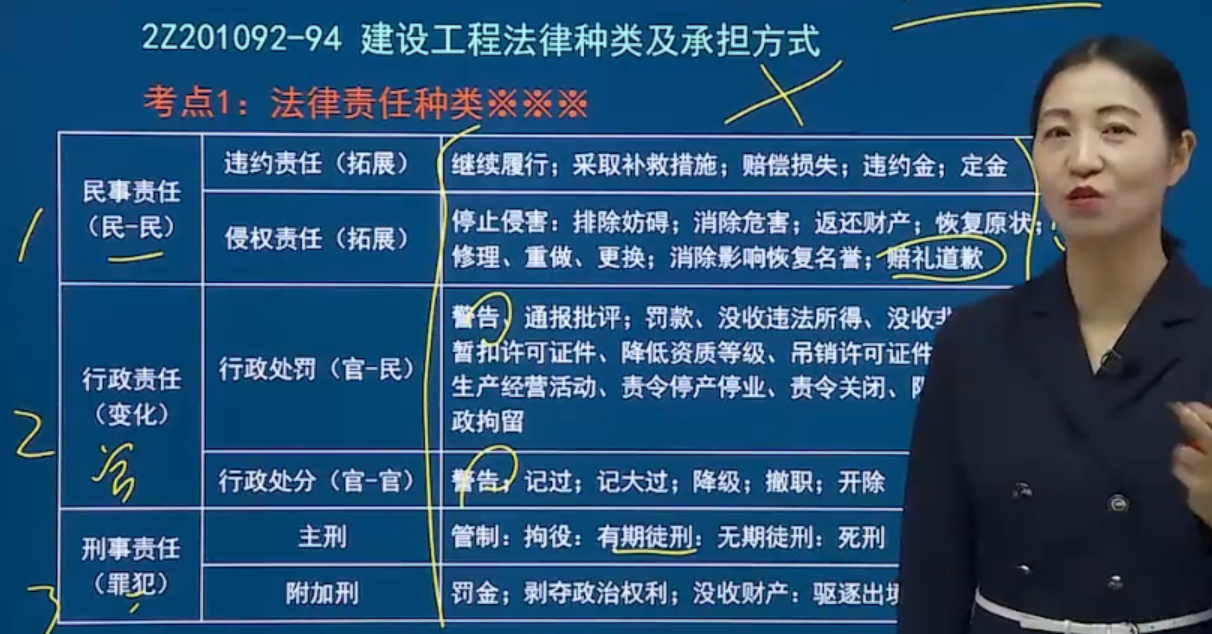 2Z201092-94 建设工程法律种类及承担方式
考点1：法律责任种类※※※
民事责任
（民-民）
违约责任（拓展）
继续履行；采取补救措施；赔偿损失；违约金；定金
侵权责任（拓展）
停止侵害：排除妨碍；消除危害；返还财产；恢复原状；
修理、重做、更换；消除影响恢复名誉；赔礼道歉
行政责任
（变化）
行政处罚（官-民）
警告、通报批评；罚款、没收违法所得、没收非
暂扣许可证件、降低资质等级、吊销许可证件
生产经营活动、责令停产停业、责令关闭、
政拘留
行政处分（官-官）
警告；记过；记大过；降级；撤职；开除
刑事责任
（罪犯）
主刑
管制：拘役：有期徒刑：无期徒刑：死刑
附加刑
罚金；剥夺政治权利；没收财产：驱逐出境
1
2
3